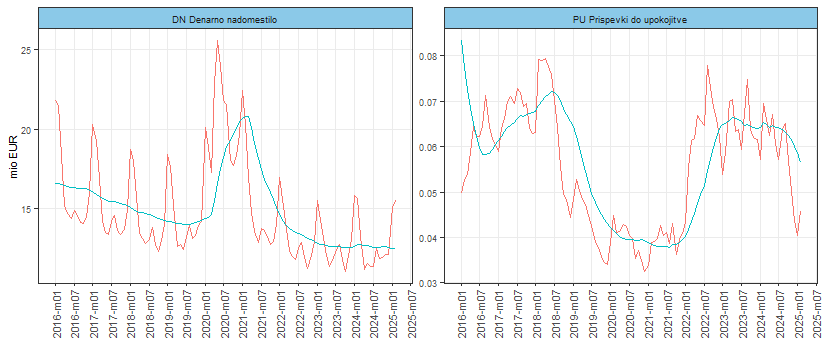 DN Denarno nadomestilo
PU Prispevki do upokojitve
mio EUR
25
20
15
0.08
0.07
0.06
0.05
0.04
0.03
2016-m01
2016-m07
2017-m01
2017-m07
2018-m01
2018-m07
2019-m01
2019-m07
2020-m01
2020-m07
2021-m01
2021-m07
2022-m01
2022-m07
2023-m01
2023-m07
2024-m01
2024-m07
2025-m01
2025-m07
2016-m01
2016-m07
2017-m01
2017-m07
2018-m01
2018-m07
2019-m01
2019-m07
2020-m01
2020-m07
2021-m01
2021-m07
2022-m01
2022-m07
2023-m01
2023-m07
2024-m01
2024-m07
2025-m01
2025-m07